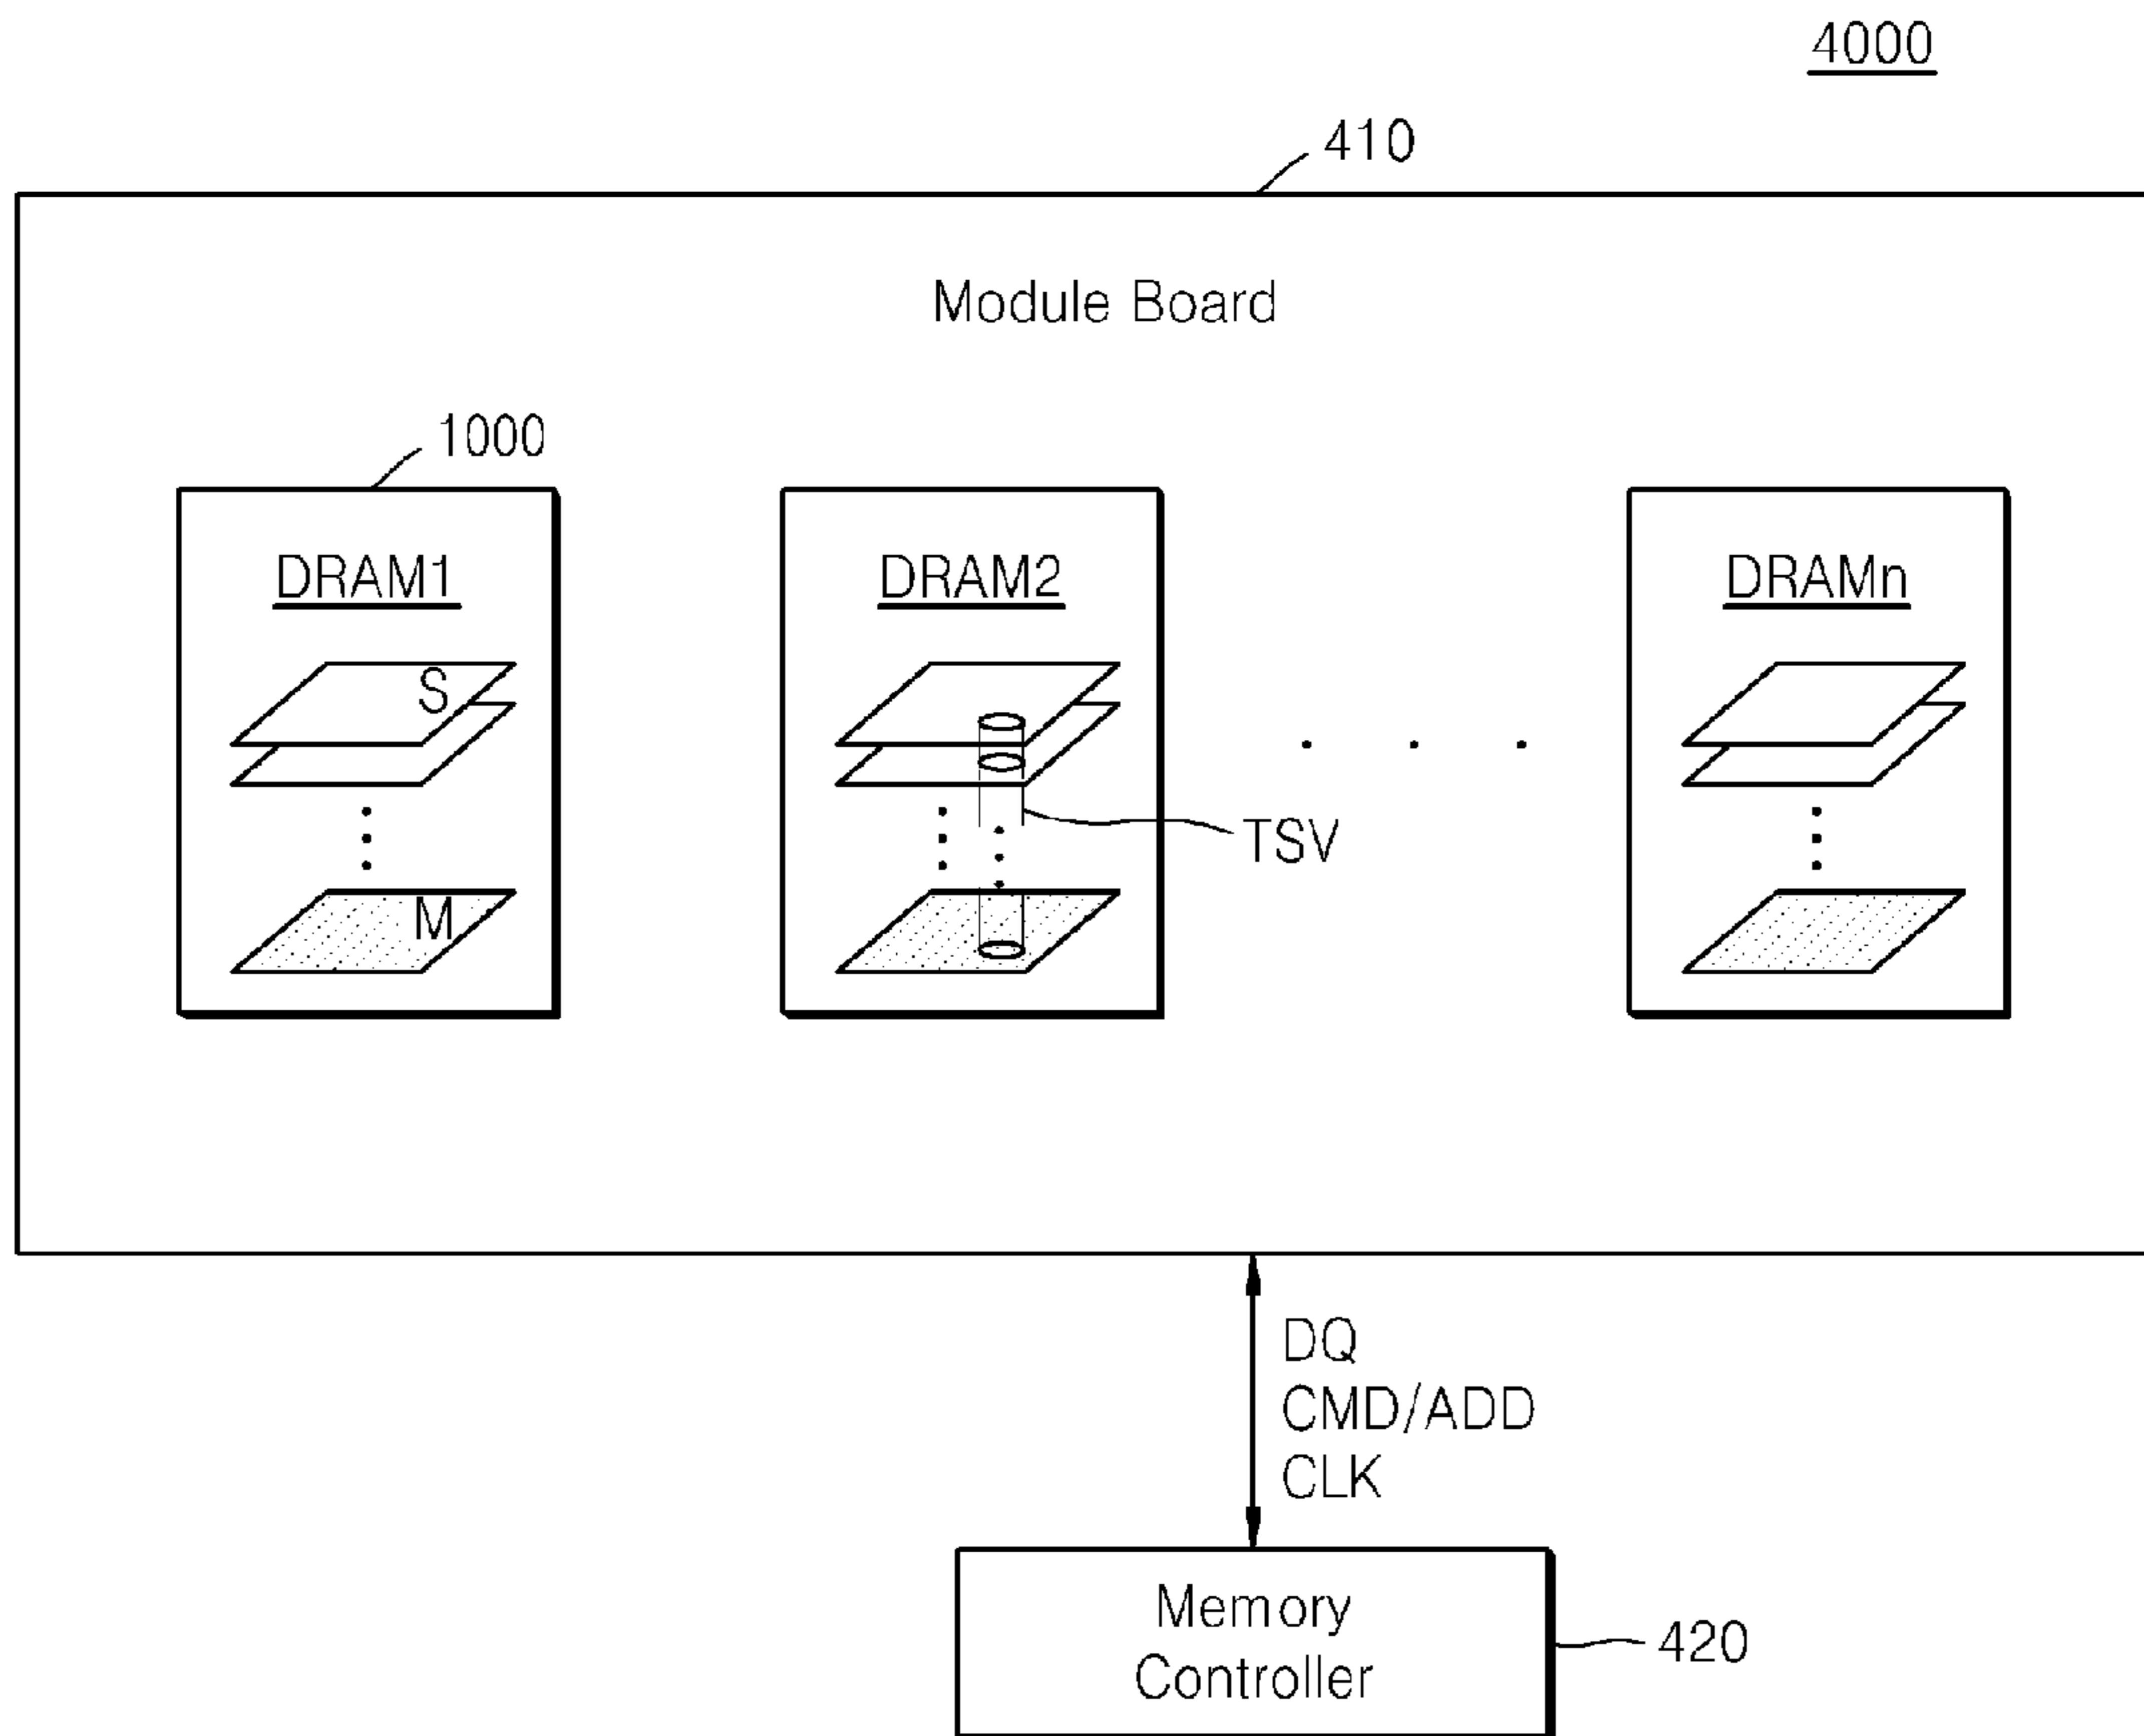 4000
410
Module Board
1000
DRAM1
DRAM2
DRAMn
S
TSV
M
DQ
CMD/ADD
CLK
Memory
Controller
420